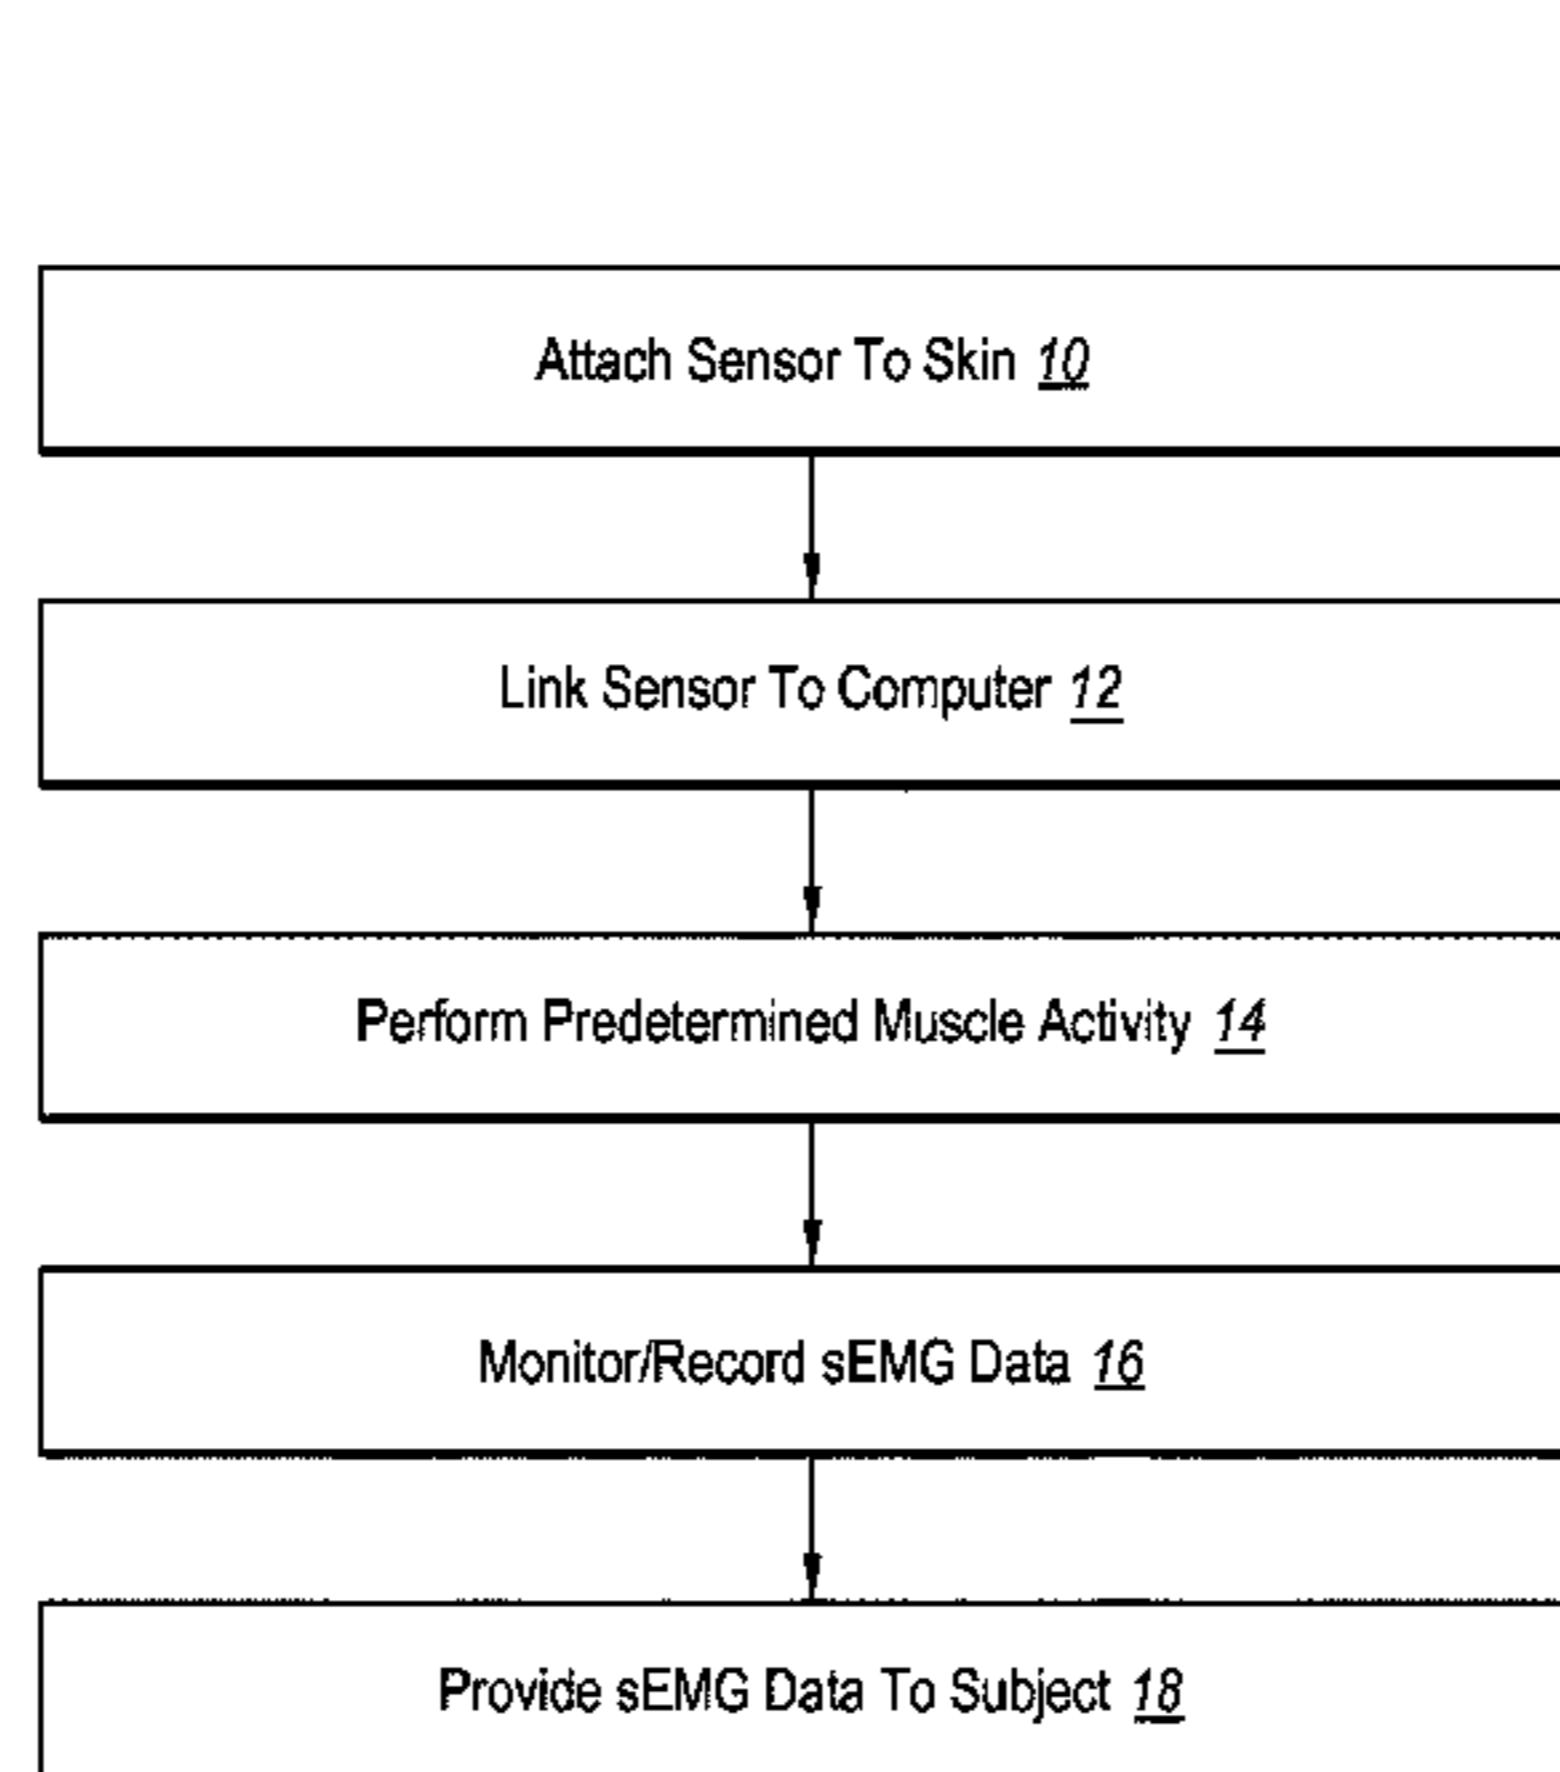 Attach Sensor To Skin 10
Link Sensor To Computer 12
Perform Predetermined Muscle Activity 14
Monitor/Record sEMG Data 16
Provide sEMG Data To Subject 18